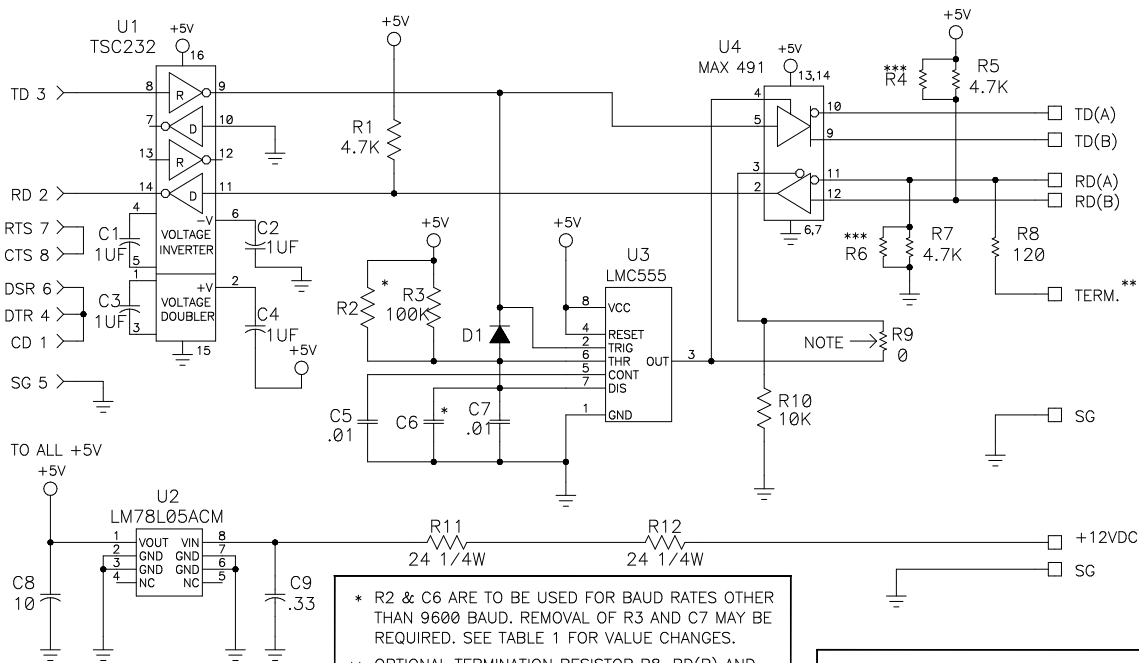 U1
TSC232
+5V
16
TD 3
8
R
9
7
D
10
13
R
12
RD 2
14
D
11
RTS 7
CTS 8
DSR 6
DTR 4
CD 1
SG 5
4
C1
1UF
5
1
C3
1UF
3
-V
VOLTAGE
INVERTER
+V
VOLTAGE
DOUBLER
6
C2
1UF
2
C4
1UF
+5V
15
+5V
R1
4.7K
+5V
R2
*
R3
100K
D1
+5V
U3
LMC555
8
VCC
4
RESET
2
TRIG
6
THR
OUT
3
5
CONT
7
DIS
1
GND
C5
.01
C6
*
C7
.01
U4
MAX 491
+5V
13,14
4
5
10
9
3
2
11
12
6,7
+5V
***
R4
R5
4.7K
TD(A)
TD(B)
RD(A)
RD(B)
***
R6
R7
4.7K
R8
120
TERM.**
NOTE
R9
0
R10
10K
SG
TO ALL +5V
+5V
U2
LM78L05ACM
1
VOUT
VIN
8
2
GND
GND
7
3
GND
GND
6
4
NC
NC
5
C8
10
C9
.33
R11
24 1/4W
R12
24 1/4W
+12VDC
SG
* R2 & C6 ARE TO BE USED FOR BAUD RATES OTHER
THAN 9600 BAUD. REMOVAL OF R3 AND C7 MAY BE
REQUIRED. SEE TABLE 1 FOR VALUE CHANGES.
** OPTIONAL TERMINATION RESISTOR R8, RD(B) AND